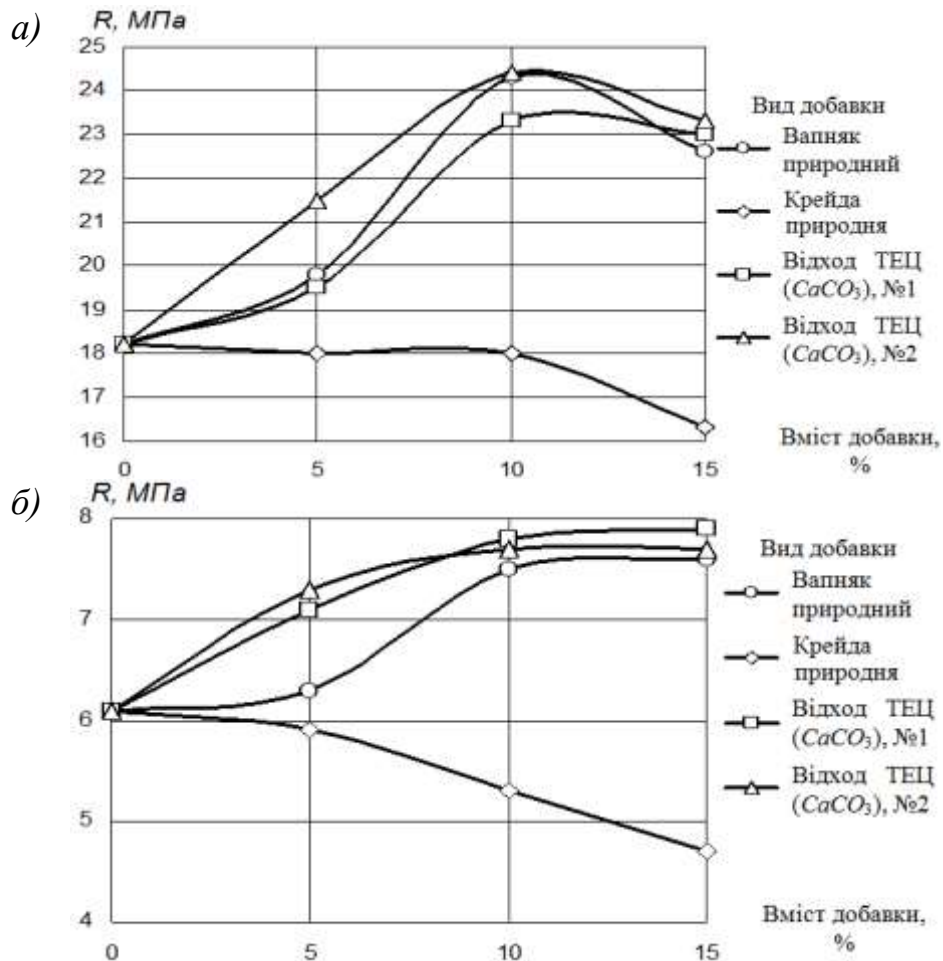 а)
R, МПа
25
24
23
22
21
20
19
18
17
16
0
5
10
15
Вид добавки
Вапняк
природний
Крейда
природня
Відход ТЕЦ
(CaCO₃), №1
Відход ТЕЦ
(CaCO₃), №2
Вміст добавки,
%
б)
R, МПа
8
7
6
5
4
0
5
10
15
Вид добавки
Вапняк
природний
Крейда
природня
Відход ТЕЦ
(CaCO₃), №1
Відход ТЕЦ
(CaCO₃), №2
Вміст добавки,
%